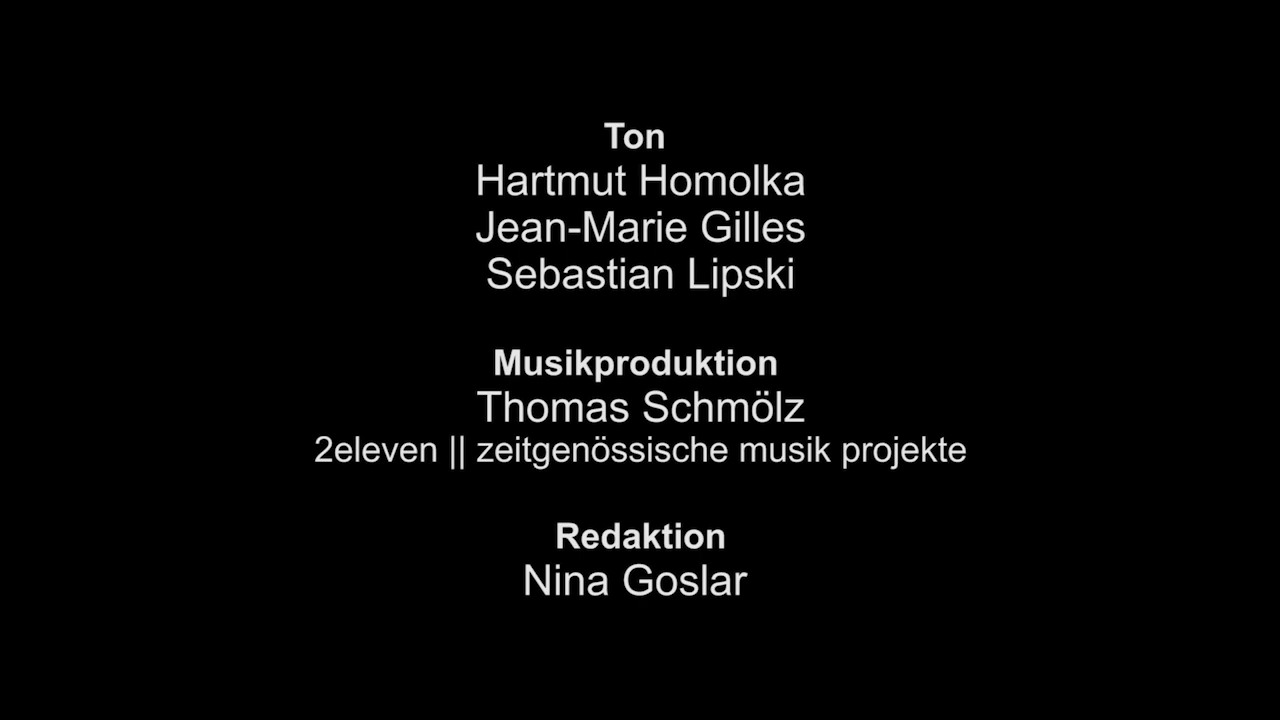 Ton
Hartmut Homolka
Jean-Marie Gilles
Sebastian Lipski
Musikproduktion
Thomas Schmölz
2eleven || zeitgenössische musik projekte
Redaktion
Nina Goslar